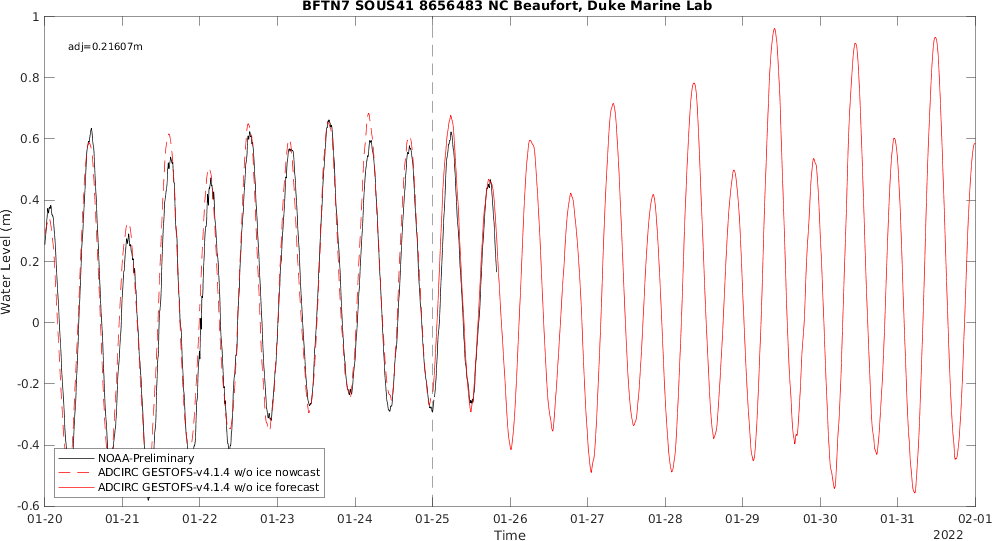 BFTN7 SOUS41 8656483 NC Beaufort, Duke Marine Lab
adj=0.21607m
Water Level (m)
1
0.8
0.6
0.4
0.2
0
-0.2
-0.4
-0.6
NOAA-Preliminary
ADCIRC GESTOFS-v4.1.4 w/o ice nowcast
ADCIRC GESTOFS-v4.1.4 w/o ice forecast
01-20 01-21 01-22 01-23 01-24 01-25 01-26 01-27 01-28 01-29 01-30 01-31 02-01
Time
2022